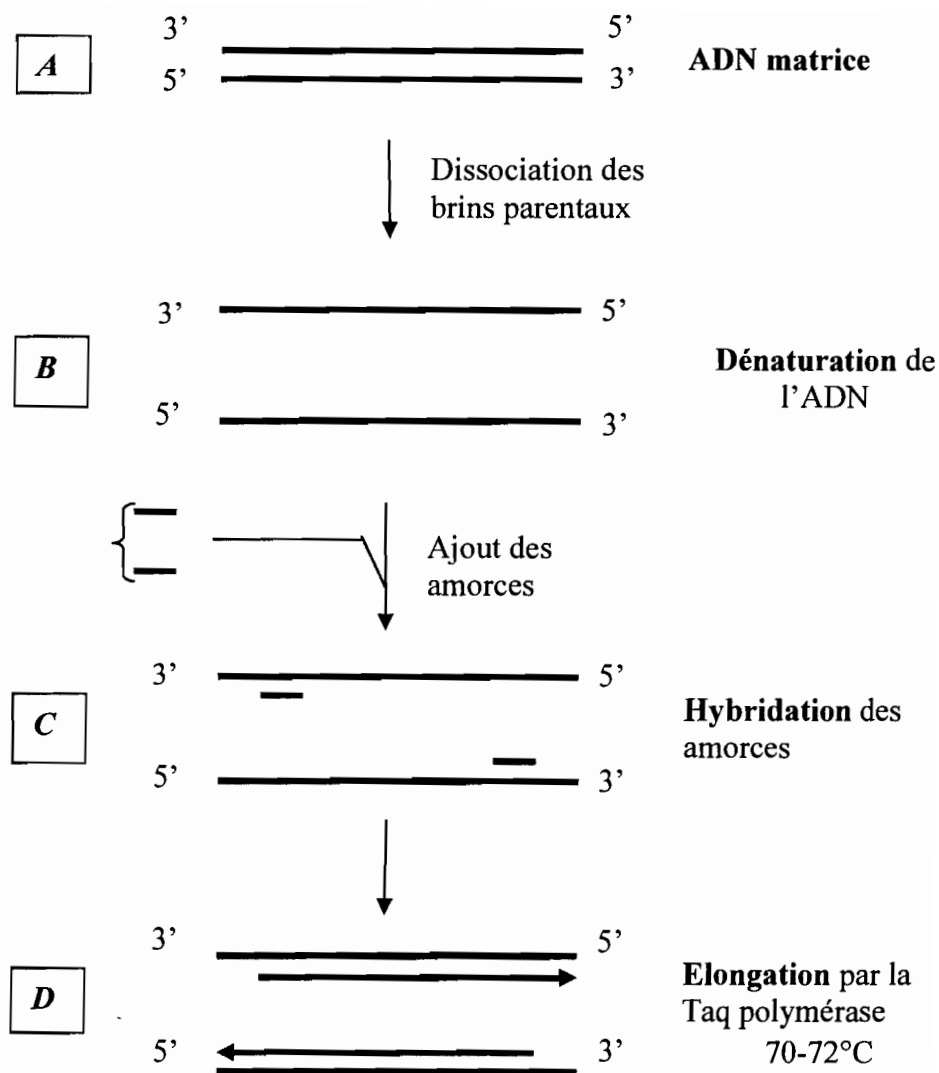 3’ 5’
A
ADN matrice
5’ 3’
Dissociation des
brins parentaux
3’ 5’
B
Dénaturation de
l’ADN
5’ 3’
Ajout des
amorces
3’ 5’
C
Hybridation des
amorces
5’ 3’
3’ 5’
D
Elongation par la
Taq polymérase
70-72°C
5’ 3’